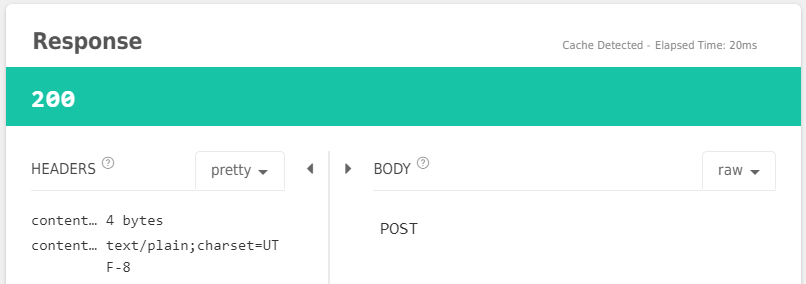 Response
Cache Detected - Elapsed Time: 20ms
200
HEADERS ? pretty
BODY ? raw
content… 4 bytes
content… text/plain;charset=UT
F-8
POST